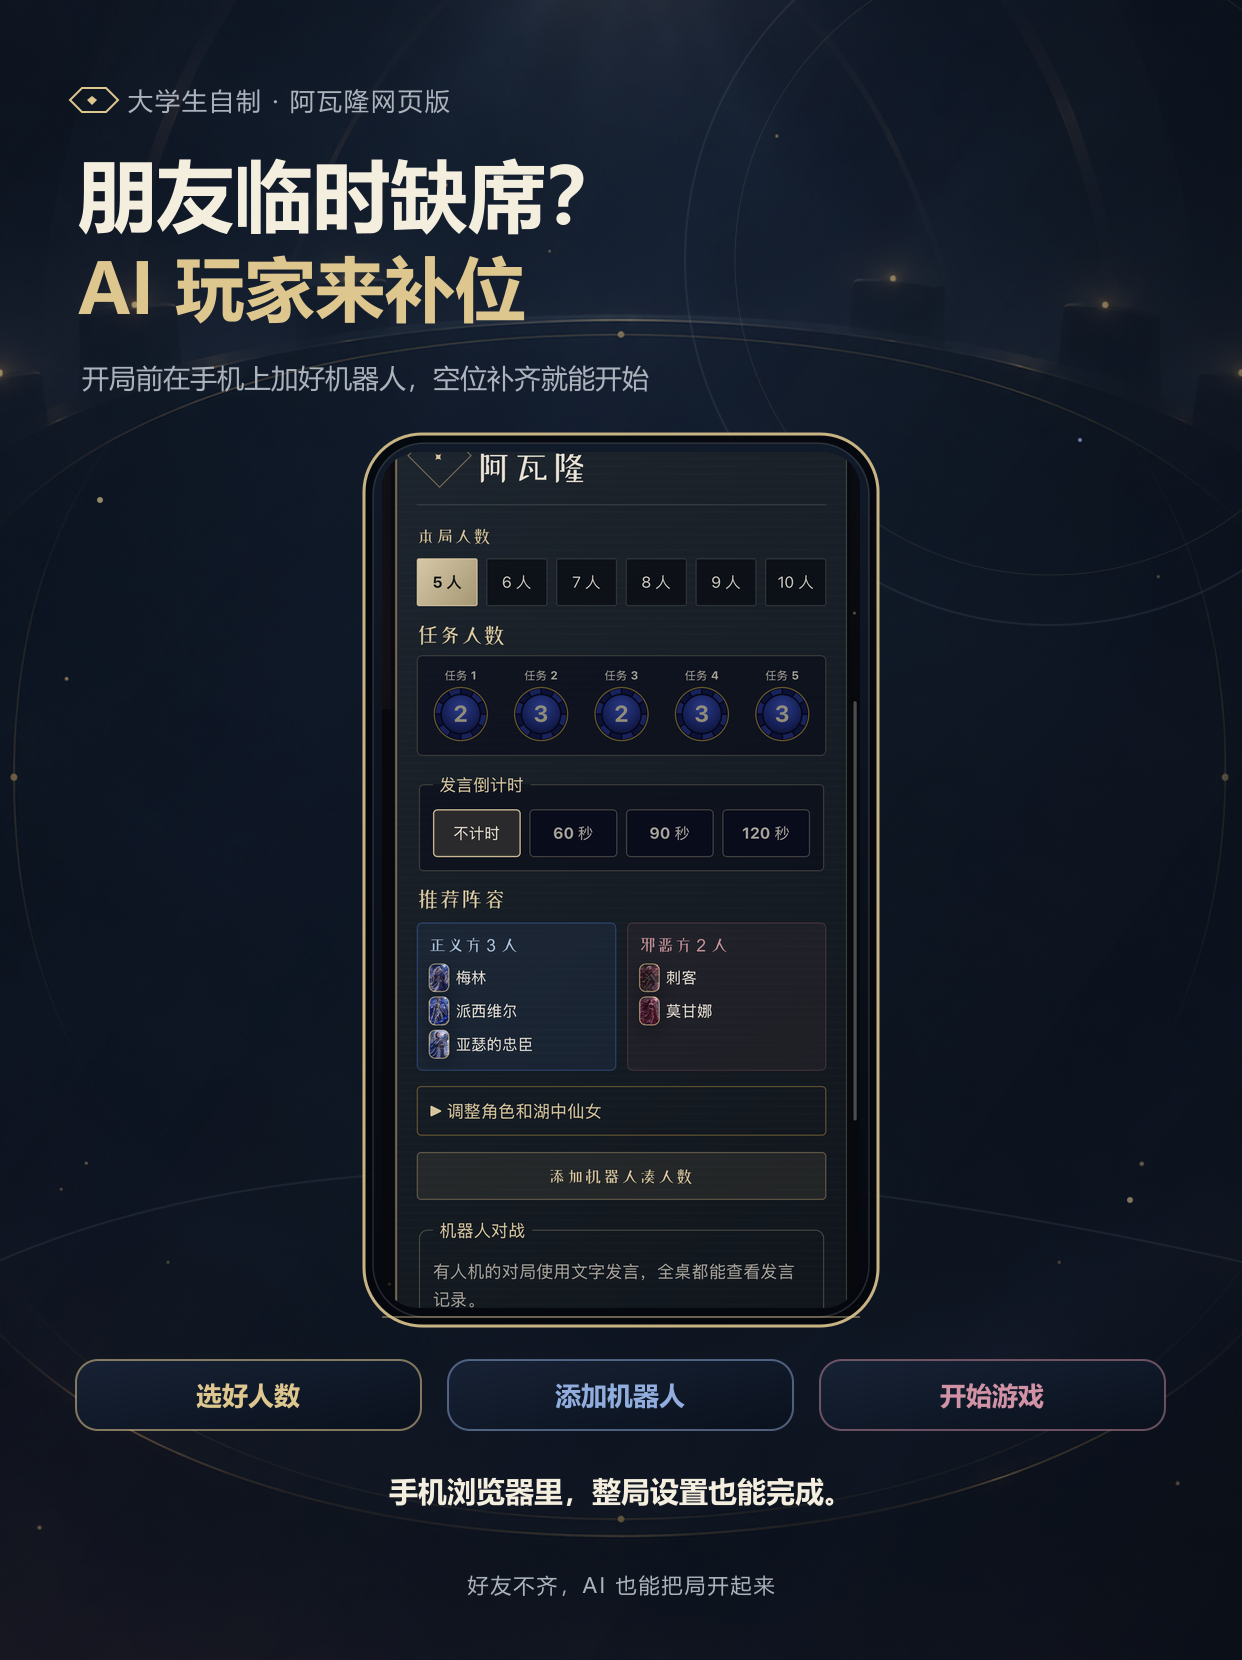 大学生自制 · 阿瓦隆网页版
朋友临时缺席？
AI 玩家来补位
开局前在手机上加好机器人，空位补齐就能开始
阿瓦隆
本局人数
5 人 6 人 7 人 8 人 9 人 10 人
任务人数
任务 1 任务 2 任务 3 任务 4 任务 5
2 3 2 3 3
发言倒计时
不计时 60 秒 90 秒 120 秒
推荐阵容
正义方 3 人
梅林
派西维尔
亚瑟的忠臣
邪恶方 2 人
刺客
莫甘娜
▶ 调整角色和湖中仙女
添加机器人凑人数
机器人对战
有人机的对局使用文字发言，全桌都能查看发言
记录。
选好人数 添加机器人 开始游戏
手机浏览器里，整局设置也能完成。
好友不齐，AI 也能把局开起来